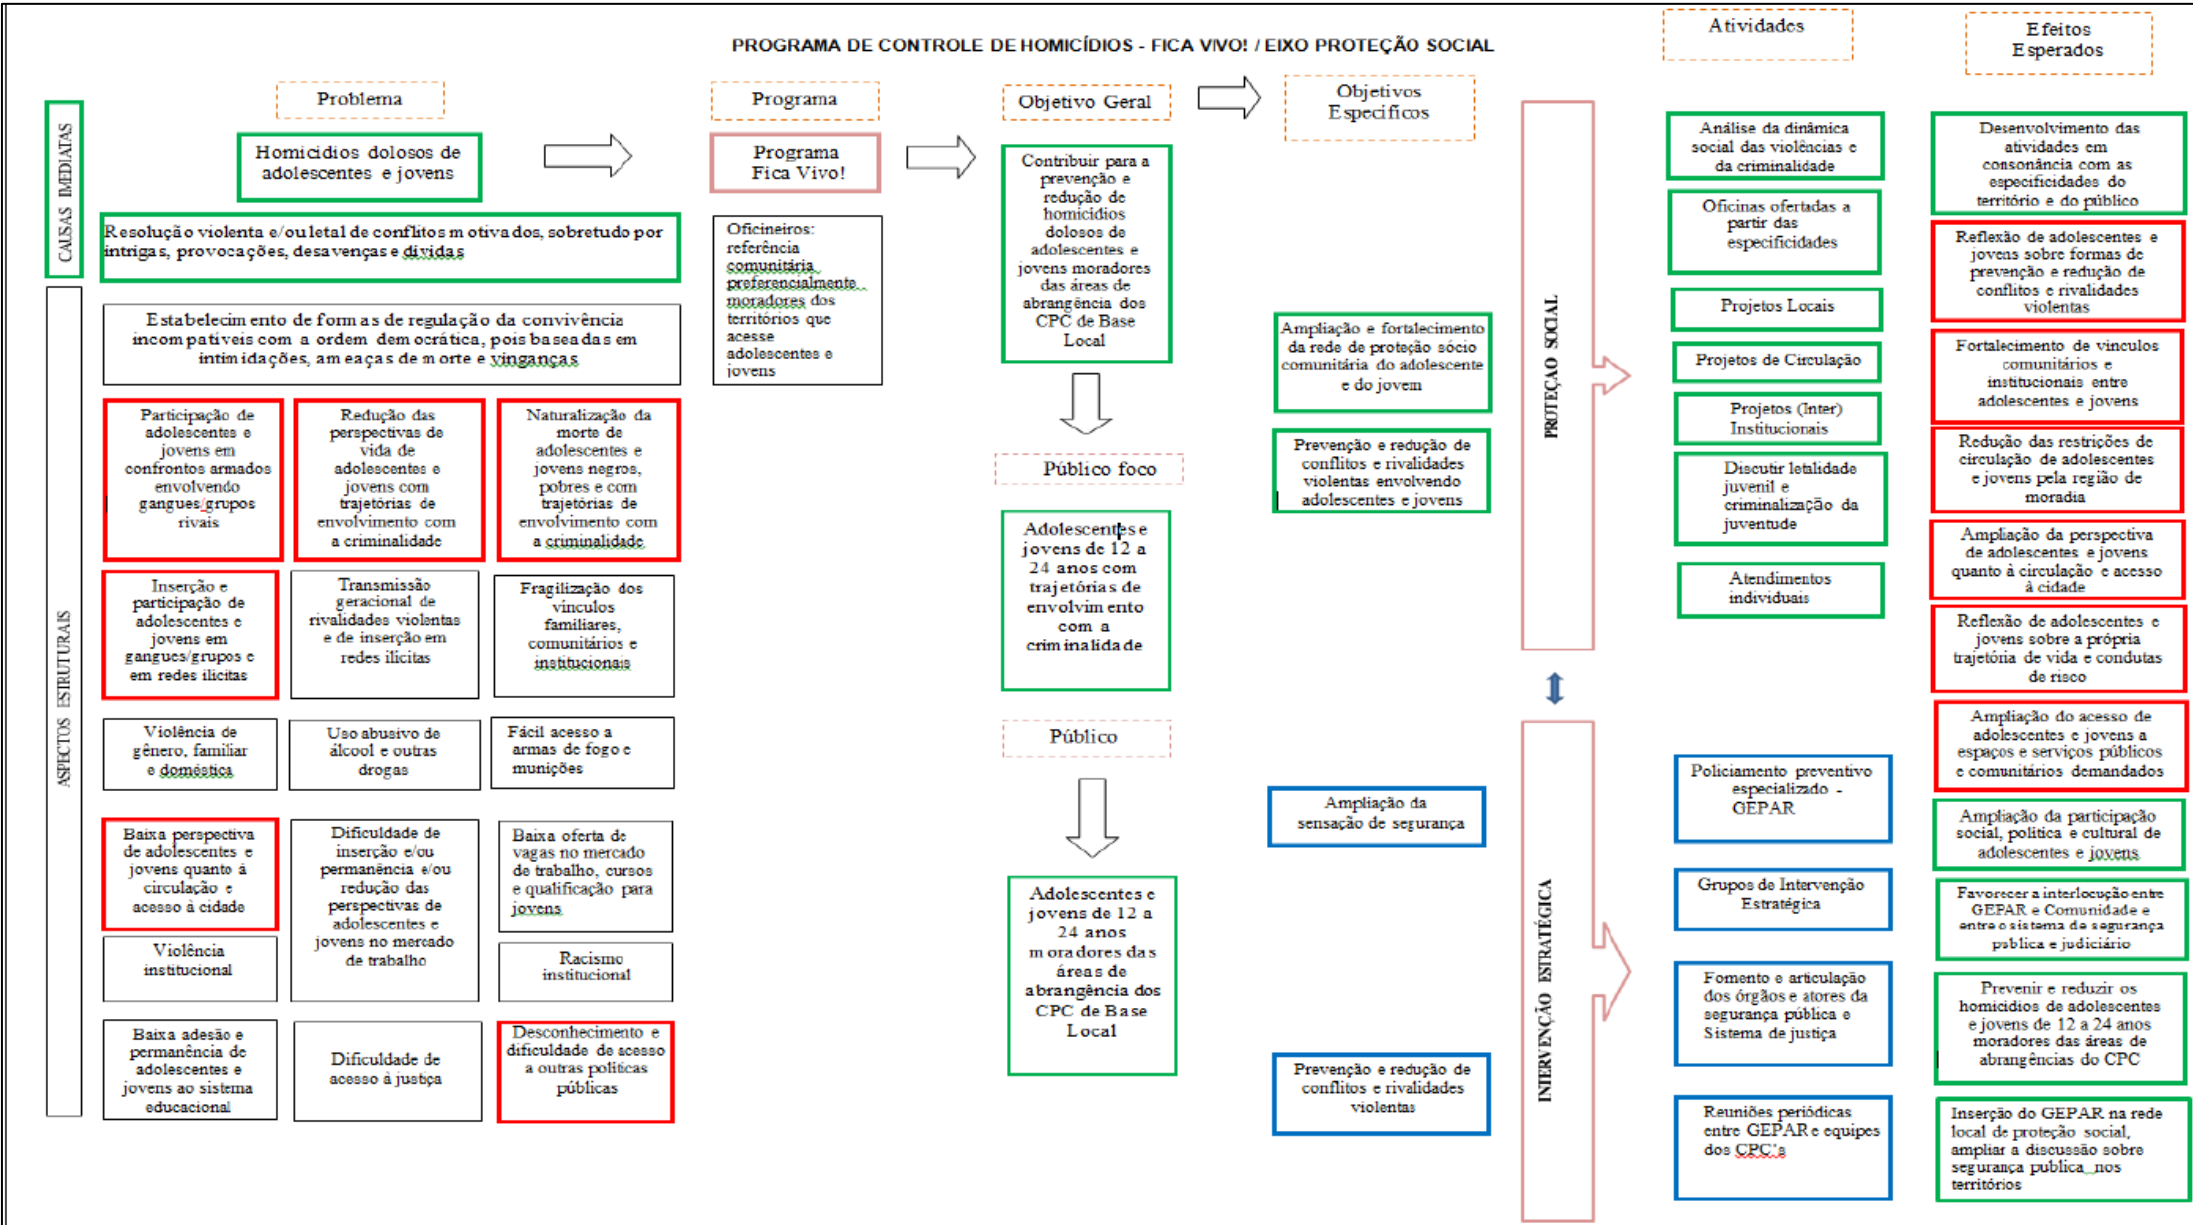 PROGRAMA DE CONTROLE DE HOMICÍDIOS - FICA VIVO! / EIXO PROTEÇÃO SOCIAL
Problema
Homicídios dolosos de
adolescentes e jovens
CAUSAS IMEDIATAS
Resolução violenta e/ou letal de conflitos motivados, sobretudo por
intrigas, provocações, desavenças e dívidas
ASPECTOS ESTRUTURAIS
Estabelecimento de formas de regulação da convivência
incompatíveis com a ordem democrática, pois baseadas em
intimidações, ameaças de morte e vinganças
Participação de
adolescentes e
jovens em
confrontos armados
envolvendo
gangues/grupos
rivais
Redução das
perspectivas de
vida de
adolescentes e
jovens com
trajetórias de
envolvimento com
a criminalidade
Naturalização da
morte de
adolescentes e
jovens negros,
pobres e com
trajetórias de
envolvimento com
a criminalidade
Inserção e
participação de
adolescentes e
jovens em
gangues/grupos e
em redes ilícitas
Transmissão
geracional de
rivalidades violentas
e de inserção em
redes ilícitas
Fragilização dos
vínculos
familiares,
comunitários e
institucionais
Violência de
gênero, familiar
e doméstica
Uso abusivo de
álcool e outras
drogas
Fácil acesso a
armas de fogo e
munições
Baixa perspectiva
de adolescentes e
jovens quanto à
circulação e
acesso à cidade
Dificuldade de
inserção e/ou
permanência e/ou
redução das
perspectivas de
adolescentes e
jovens no mercado
de trabalho
Baixa oferta de
vagas no mercado
de trabalho, cursos
e qualificação para
jovens
Violência
institucional
Racismo
institucional
Baixa adesão e
permanência de
adolescentes e
jovens ao sistema
educacional
Dificuldade de
acesso à justiça
Desconhecimento e
dificuldade de acesso
a outras políticas
públicas
Programa
Programa
Fica Vivo!
Oficineiros:
referência
comunitária
preferencialmente
moradores dos
territórios que
acesse
adolescentes e
jovens
Objetivo Geral
Contribuir para a
prevenção e
redução de
homicídios
dolosos de
adolescentes e
jovens moradores
das áreas de
abrangência dos
CPC de Base
Local
Público foco
Adolescentes e
jovens de 12 a
24 anos com
trajetórias de
envolvimento
com a
criminalidade
Público
Adolescentes e
jovens de 12 a
24 anos
moradores das
áreas de
abrangência dos
CPC de Base
Local
Objetivos
Específicos
Ampliação e fortalecimento
da rede de proteção sócio
comunitária do adolescente
e do jovem
Prevenção e redução de
conflitos e rivalidades
violentas envolvendo
adolescentes e jovens
Ampliação da
sensação de segurança
Prevenção e redução de
conflitos e rivalidades
violentas
PROTEÇAO SOCIAL
INTERVENÇÃO ESTRATÉGICA
Atividades
Análise da dinâmica
social das violências e
da criminalidade
Oficinas ofertadas a
partir das
especificidades
Projetos Locais
Projetos de Circulação
Projetos (Inter)
Institucionais
Discutir letalidade
juvenil e
criminalização da
juventude
Atendimentos
individuais
Policiamento preventivo
especializado -
GEPAR
Grupos de Intervenção
Estratégica
Fomento e articulação
dos órgãos e atores da
segurança pública e
Sistema de justiça
Reuniões periódicas
entre GEPAR e equipes
dos CPC's
Efeitos
Esperados
Desenvolvimento das
atividades em
consonância com as
especificidades do
território e do público
Reflexão de adolescentes e
jovens sobre formas de
prevenção e redução de
conflitos e rivalidades
violentas
Fortalecimento de vínculos
comunitários e
institucionais entre
adolescentes e jovens
Redução das restrições de
circulação de adolescentes
e jovens pela região de
moradia
Ampliação da perspectiva
de adolescentes e jovens
quanto à circulação e acesso
à cidade
Reflexão de adolescentes e
jovens sobre a própria
trajetória de vida e condutas
de risco
Ampliação do acesso de
adolescentes e jovens a
espaços e serviços públicos
e comunitários demandados
Ampliação da participação
social, política e cultural de
adolescentes e jovens
Favorecer a interlocução entre
GEPAR e Comunidade e
entre o sistema de segurança
pública e judiciário
Prevenir e reduzir os
homicídios de adolescentes
e jovens de 12 a 24 anos
moradores das áreas de
abrangências do CPC
Inserção do GEPAR na rede
local de proteção social,
ampliar a discussão sobre
segurança publica nos
territórios